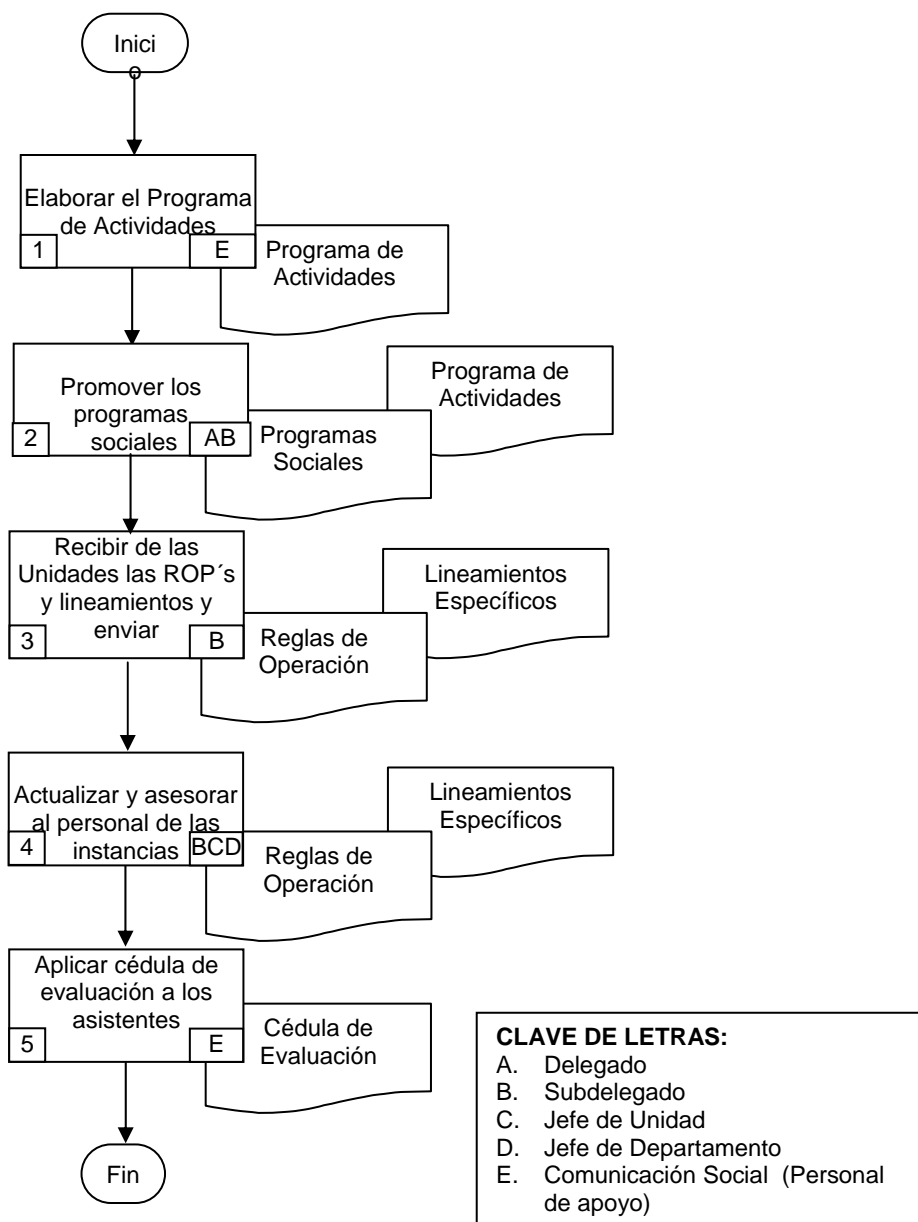 Inici
o
Elaborar el Programa
de Actividades
1
E
Programa de
Actividades
Promover los
programas
sociales
2
AB
Programas
Sociales
Programa de
Actividades
Recibir de las
Unidades las ROP´s
y lineamientos y
enviar
3
B
Reglas de
Operación
Lineamientos
Específicos
Actualizar y asesorar
al personal de las
instancias
4
BCD
Reglas de
Operación
Lineamientos
Específicos
Aplicar cédula de
evaluación a los
asistentes
5
E
Cédula de
Evaluación
Fin
CLAVE DE LETRAS:
A. Delegado
B. Subdelegado
C. Jefe de Unidad
D. Jefe de Departamento
E. Comunicación Social (Personal
de apoyo)